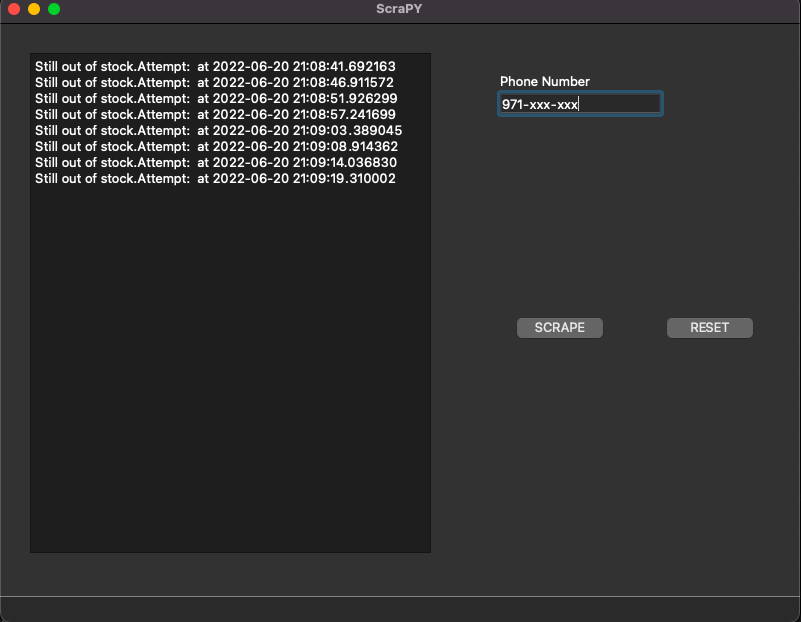 ScraPY
Still out of stock.Attempt:  at 2022-06-20 21:08:41.692163
Still out of stock.Attempt:  at 2022-06-20 21:08:46.911572
Still out of stock.Attempt:  at 2022-06-20 21:08:51.926299
Still out of stock.Attempt:  at 2022-06-20 21:08:57.241699
Still out of stock.Attempt:  at 2022-06-20 21:09:03.389045
Still out of stock.Attempt:  at 2022-06-20 21:09:08.914362
Still out of stock.Attempt:  at 2022-06-20 21:09:14.036830
Still out of stock.Attempt:  at 2022-06-20 21:09:19.310002
Phone Number
971-xxx-xxx
SCRAPE
RESET